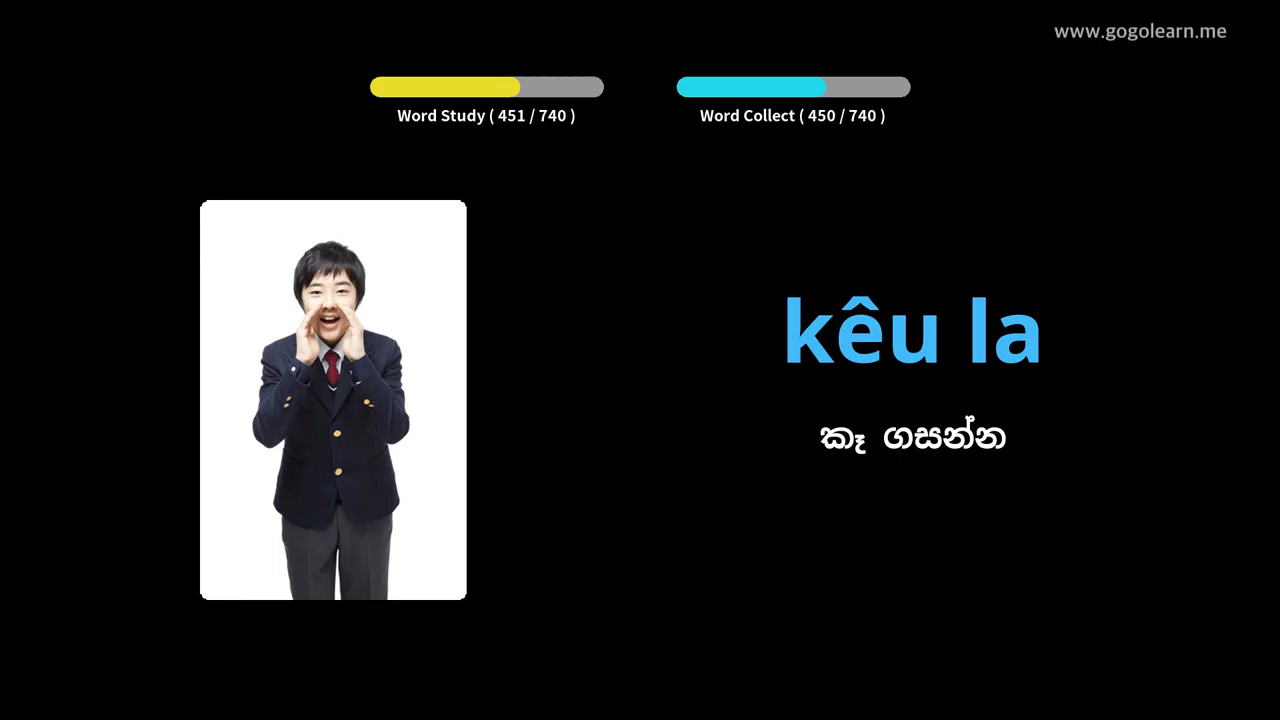 www.gogolearn.me
Word Study ( 451 / 740 )
Word Collect ( 450 / 740 )
kêu la
කෑ ගසන්න